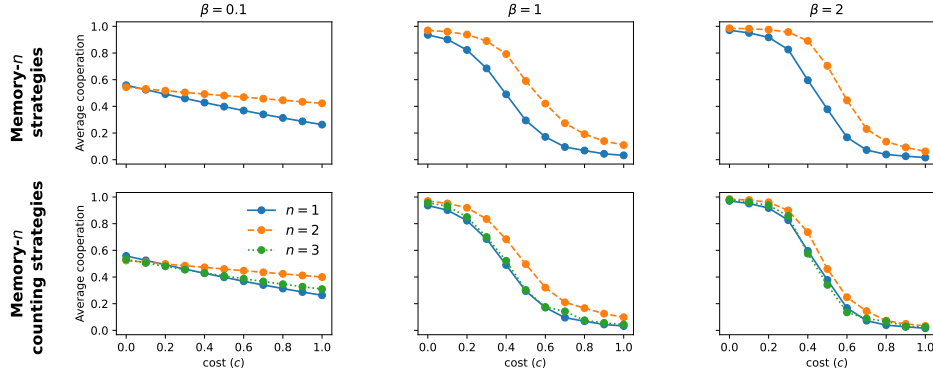 β = 0.1
β = 1
β = 2
Memory-n
strategies
Average cooperation
1.0
0.8
0.6
0.4
0.2
0.0
Memory-n
counting strategies
Average cooperation
1.0
0.8
0.6
0.4
0.2
0.0
n = 1
n = 2
n = 3
0.0 0.2 0.4 0.6 0.8 1.0
0.0 0.2 0.4 0.6 0.8 1.0
0.0 0.2 0.4 0.6 0.8 1.0
cost (c)
cost (c)
cost (c)